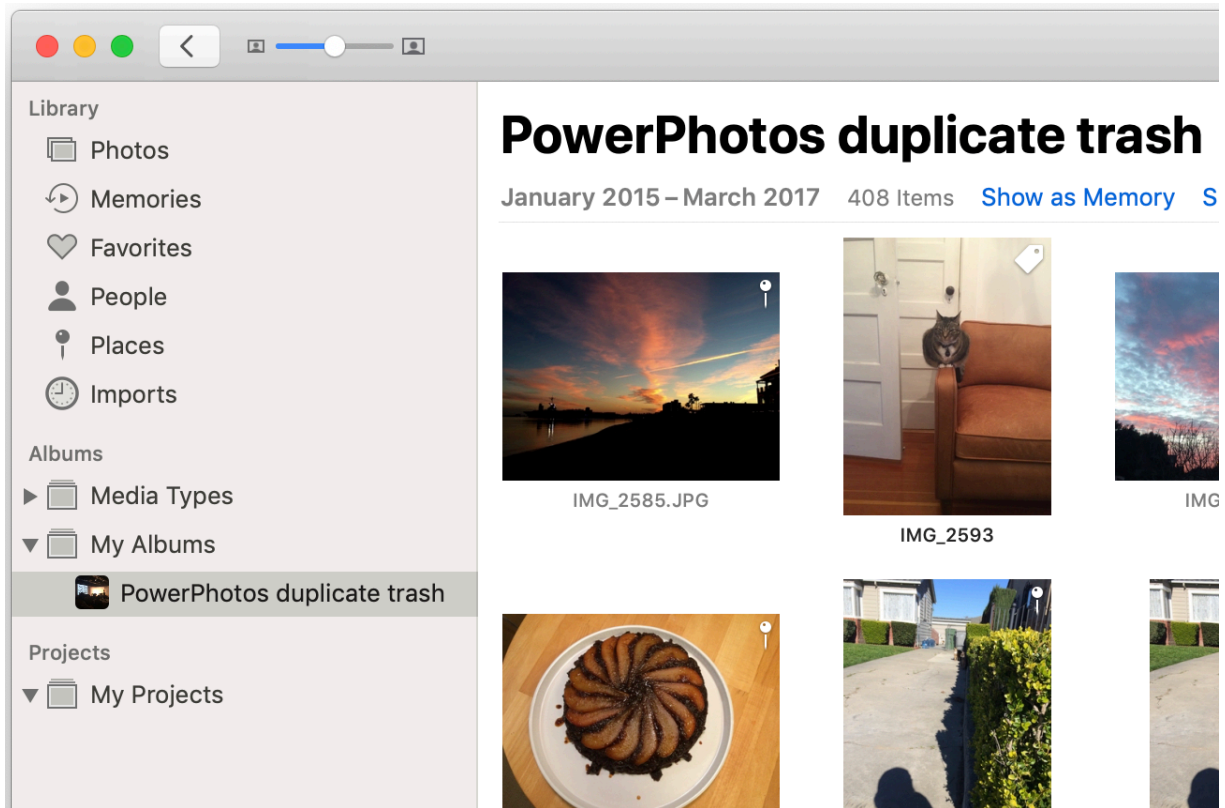 Library
Photos
Memories
Favorites
People
Places
Imports
Albums
Media Types
My Albums
PowerPhotos duplicate trash
Projects
My Projects
PowerPhotos duplicate trash
January 2015 – March 2017 408 Items Show as Memory S
IMG_2585.JPG
IMG_2593
IMG